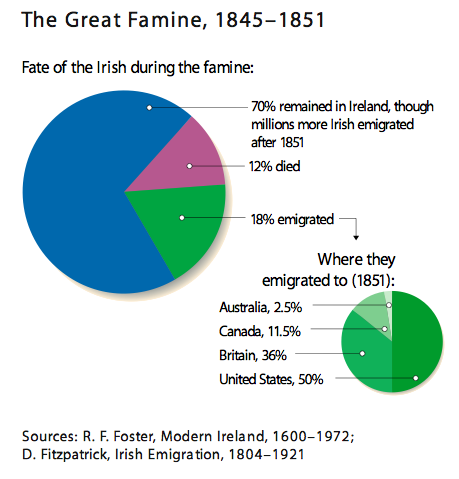 The Great Famine, 1845–1851
Fate of the Irish during the famine:
70% remained in Ireland, though
millions more Irish emigrated
after 1851
12% died
18% emigrated
Where they
emigrated to (1851):
Australia, 2.5%
Canada, 11.5%
Britain, 36%
United States, 50%
Sources: R. F. Foster, Modern Ireland, 1600–1972;
D. Fitzpatrick, Irish Emigration, 1804–1921